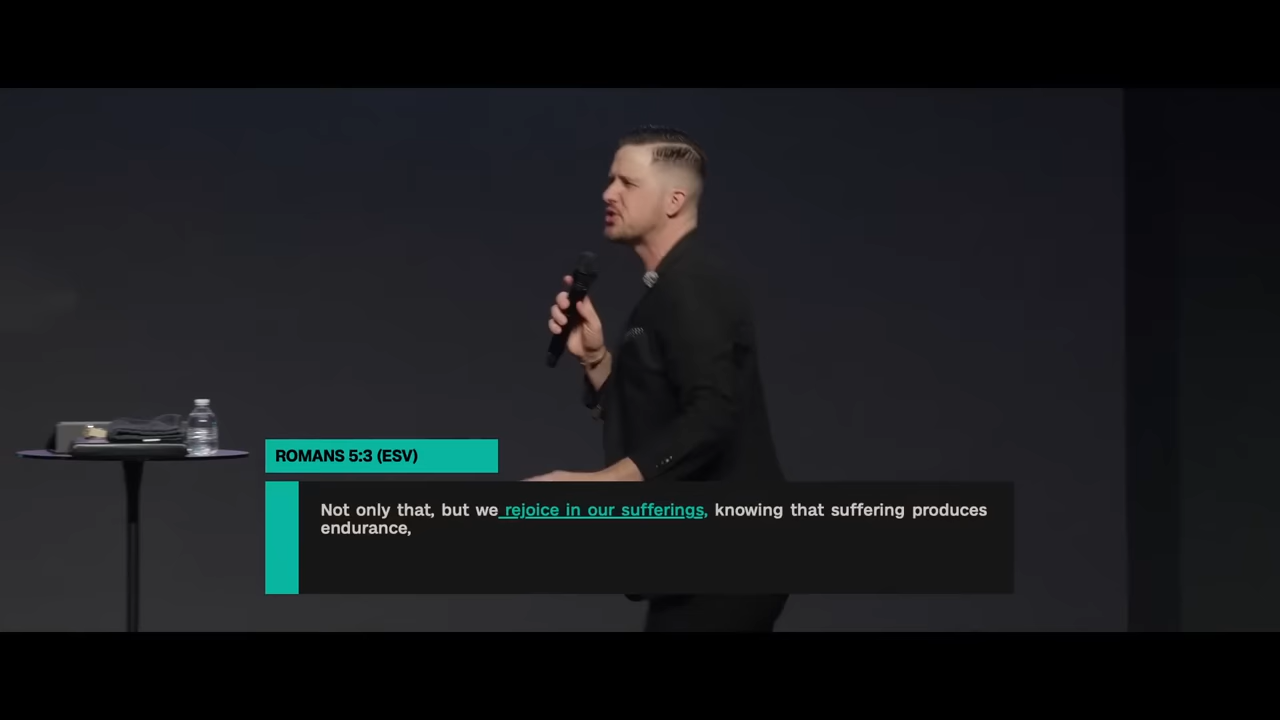 ROMANS 5:3 (ESV)
Not only that, but we rejoice in our sufferings, knowing that suffering produces
endurance,